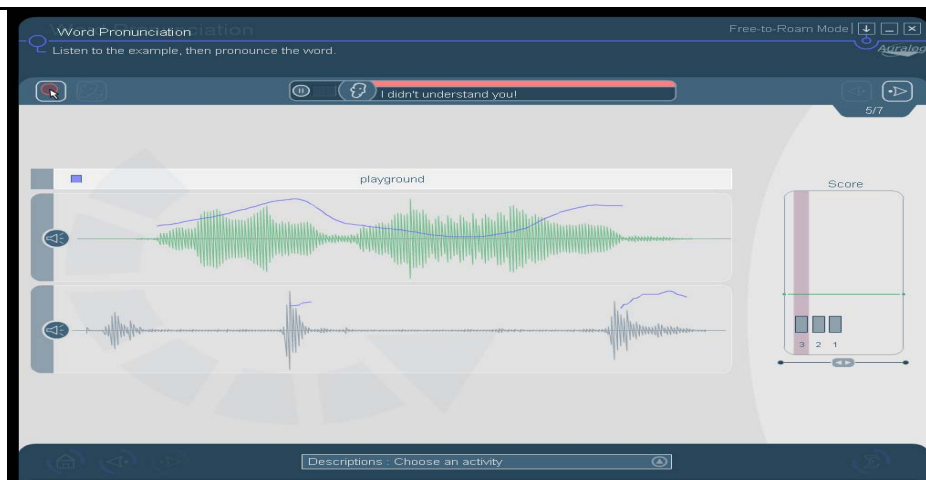 Word Pronunciation
Free-to-Roam Mode
Listen to the example, then pronounce the word.
Auralog
I didn't understand you!
5/7
playground
Score
3 2 1
Descriptions : Choose an activity